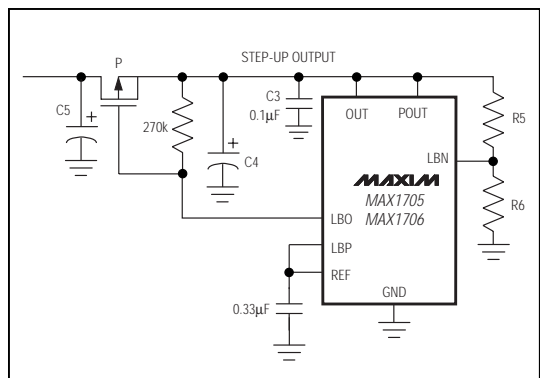 P
STEP-UP OUTPUT
C5
+
270k
+
C4
C3
0.1µF
OUT
POUT
R5
LBN
MAXIM
MAX1705
MAX1706
R6
LBO
LBP
REF
GND
0.33µF